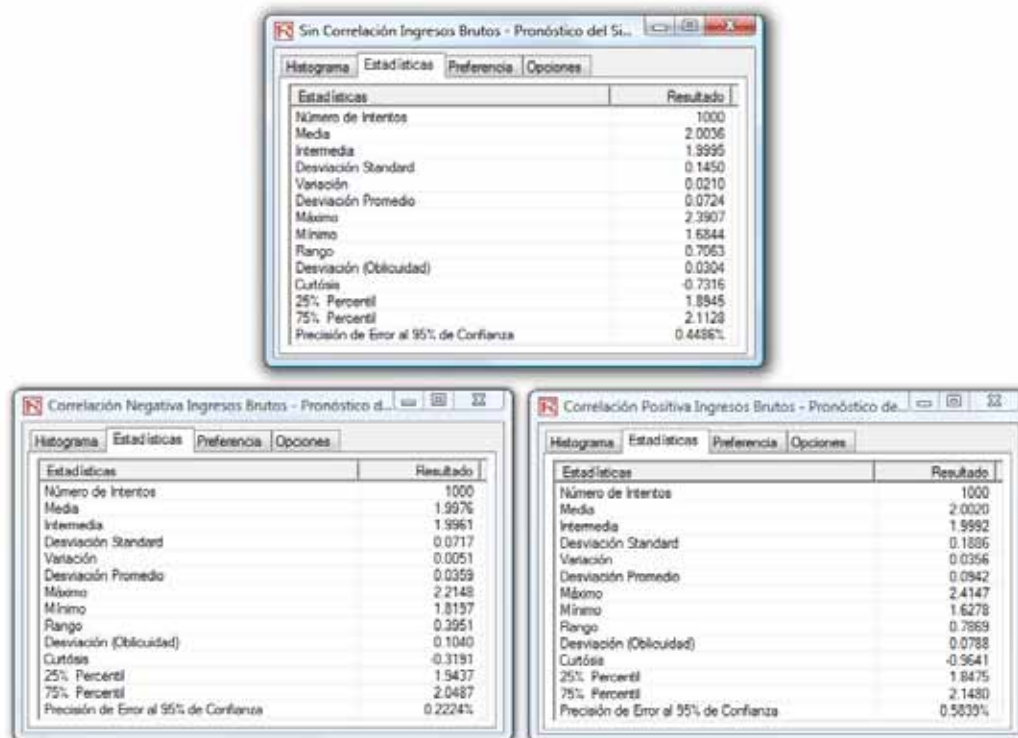 Sin Correlación Ingresos Brutos - Pronóstico del Si...
Histograma Estadísticas Preferencia Opciones
Estadísticas Resultado
Número de Intentos 1000
Media 2.0036
Intermedia 1.9995
Desviación Standard 0.1450
Variación 0.0210
Desviación Promedio 0.0724
Máximo 2.3907
Mínimo 1.6844
Rango 0.7063
Desviación (Oblicuidad) 0.0304
Curtósis -0.7316
25% Percentil 1.8945
75% Percentil 2.1128
Precisión de Error al 95% de Confianza 0.4486%
Correlación Negativa Ingresos Brutos - Pronóstico d...
Histograma Estadísticas Preferencia Opciones
Estadísticas Resultado
Número de Intentos 1000
Media 1.9976
Intermedia 1.9961
Desviación Standard 0.0717
Variación 0.0051
Desviación Promedio 0.0359
Máximo 2.2148
Mínimo 1.8197
Rango 0.3951
Desviación (Oblicuidad) 0.1040
Curtósis -0.3191
25% Percentil 1.9437
75% Percentil 2.0487
Precisión de Error al 95% de Confianza 0.2224%
Correlación Positiva Ingresos Brutos - Pronóstico de...
Histograma Estadísticas Preferencia Opciones
Estadísticas Resultado
Número de Intentos 1000
Media 2.0020
Intermedia 1.9992
Desviación Standard 0.1886
Variación 0.0356
Desviación Promedio 0.0942
Máximo 2.4147
Mínimo 1.6278
Rango 0.7869
Desviación (Oblicuidad) 0.0788
Curtósis -0.9641
25% Percentil 1.8475
75% Percentil 2.1480
Precisión de Error al 95% de Confianza 0.5839%